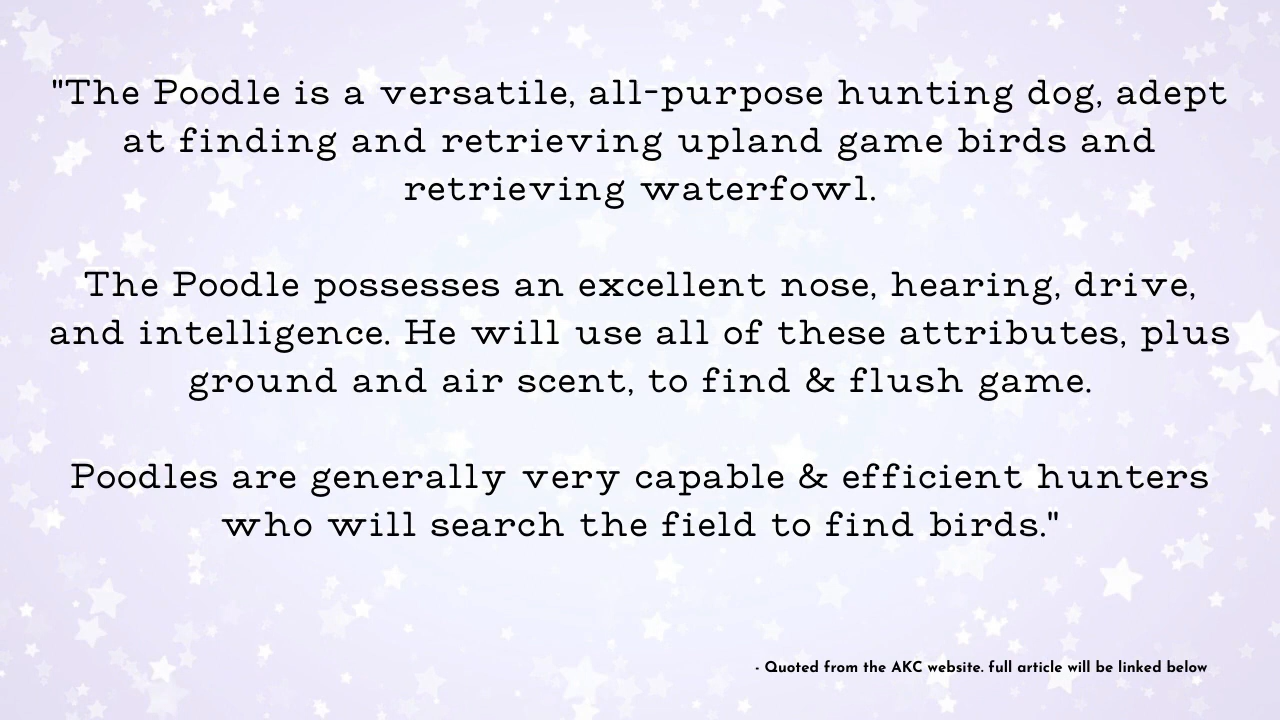 "The Poodle is a versatile, all-purpose hunting dog, adept
at finding and retrieving upland game birds and
retrieving waterfowl.
The Poodle possesses an excellent nose, hearing, drive,
and intelligence. He will use all of these attributes, plus
ground and air scent, to find & flush game.
Poodles are generally very capable & efficient hunters
who will search the field to find birds."
- Quoted from the AKC website. full article will be linked below